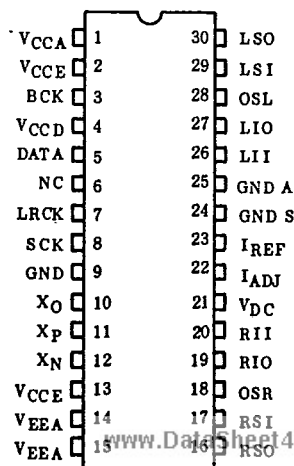 VCCA 1 30 LSO
VCCE 2 29 LSI
BCK 3 28 OSL
VCCD 4 27 LIO
DATA 5 26 LII
NC 6 25 GND A
LRCK 7 24 GND S
SCK 8 23 IREF
GND 9 22 IADJ
XO 10 21 VDC
XP 11 20 RII
XN 12 19 RIO
VCCE 13 18 OSR
VEEA 14 17 RSI
VEEA 15 16 RSO
www.DataSheet4